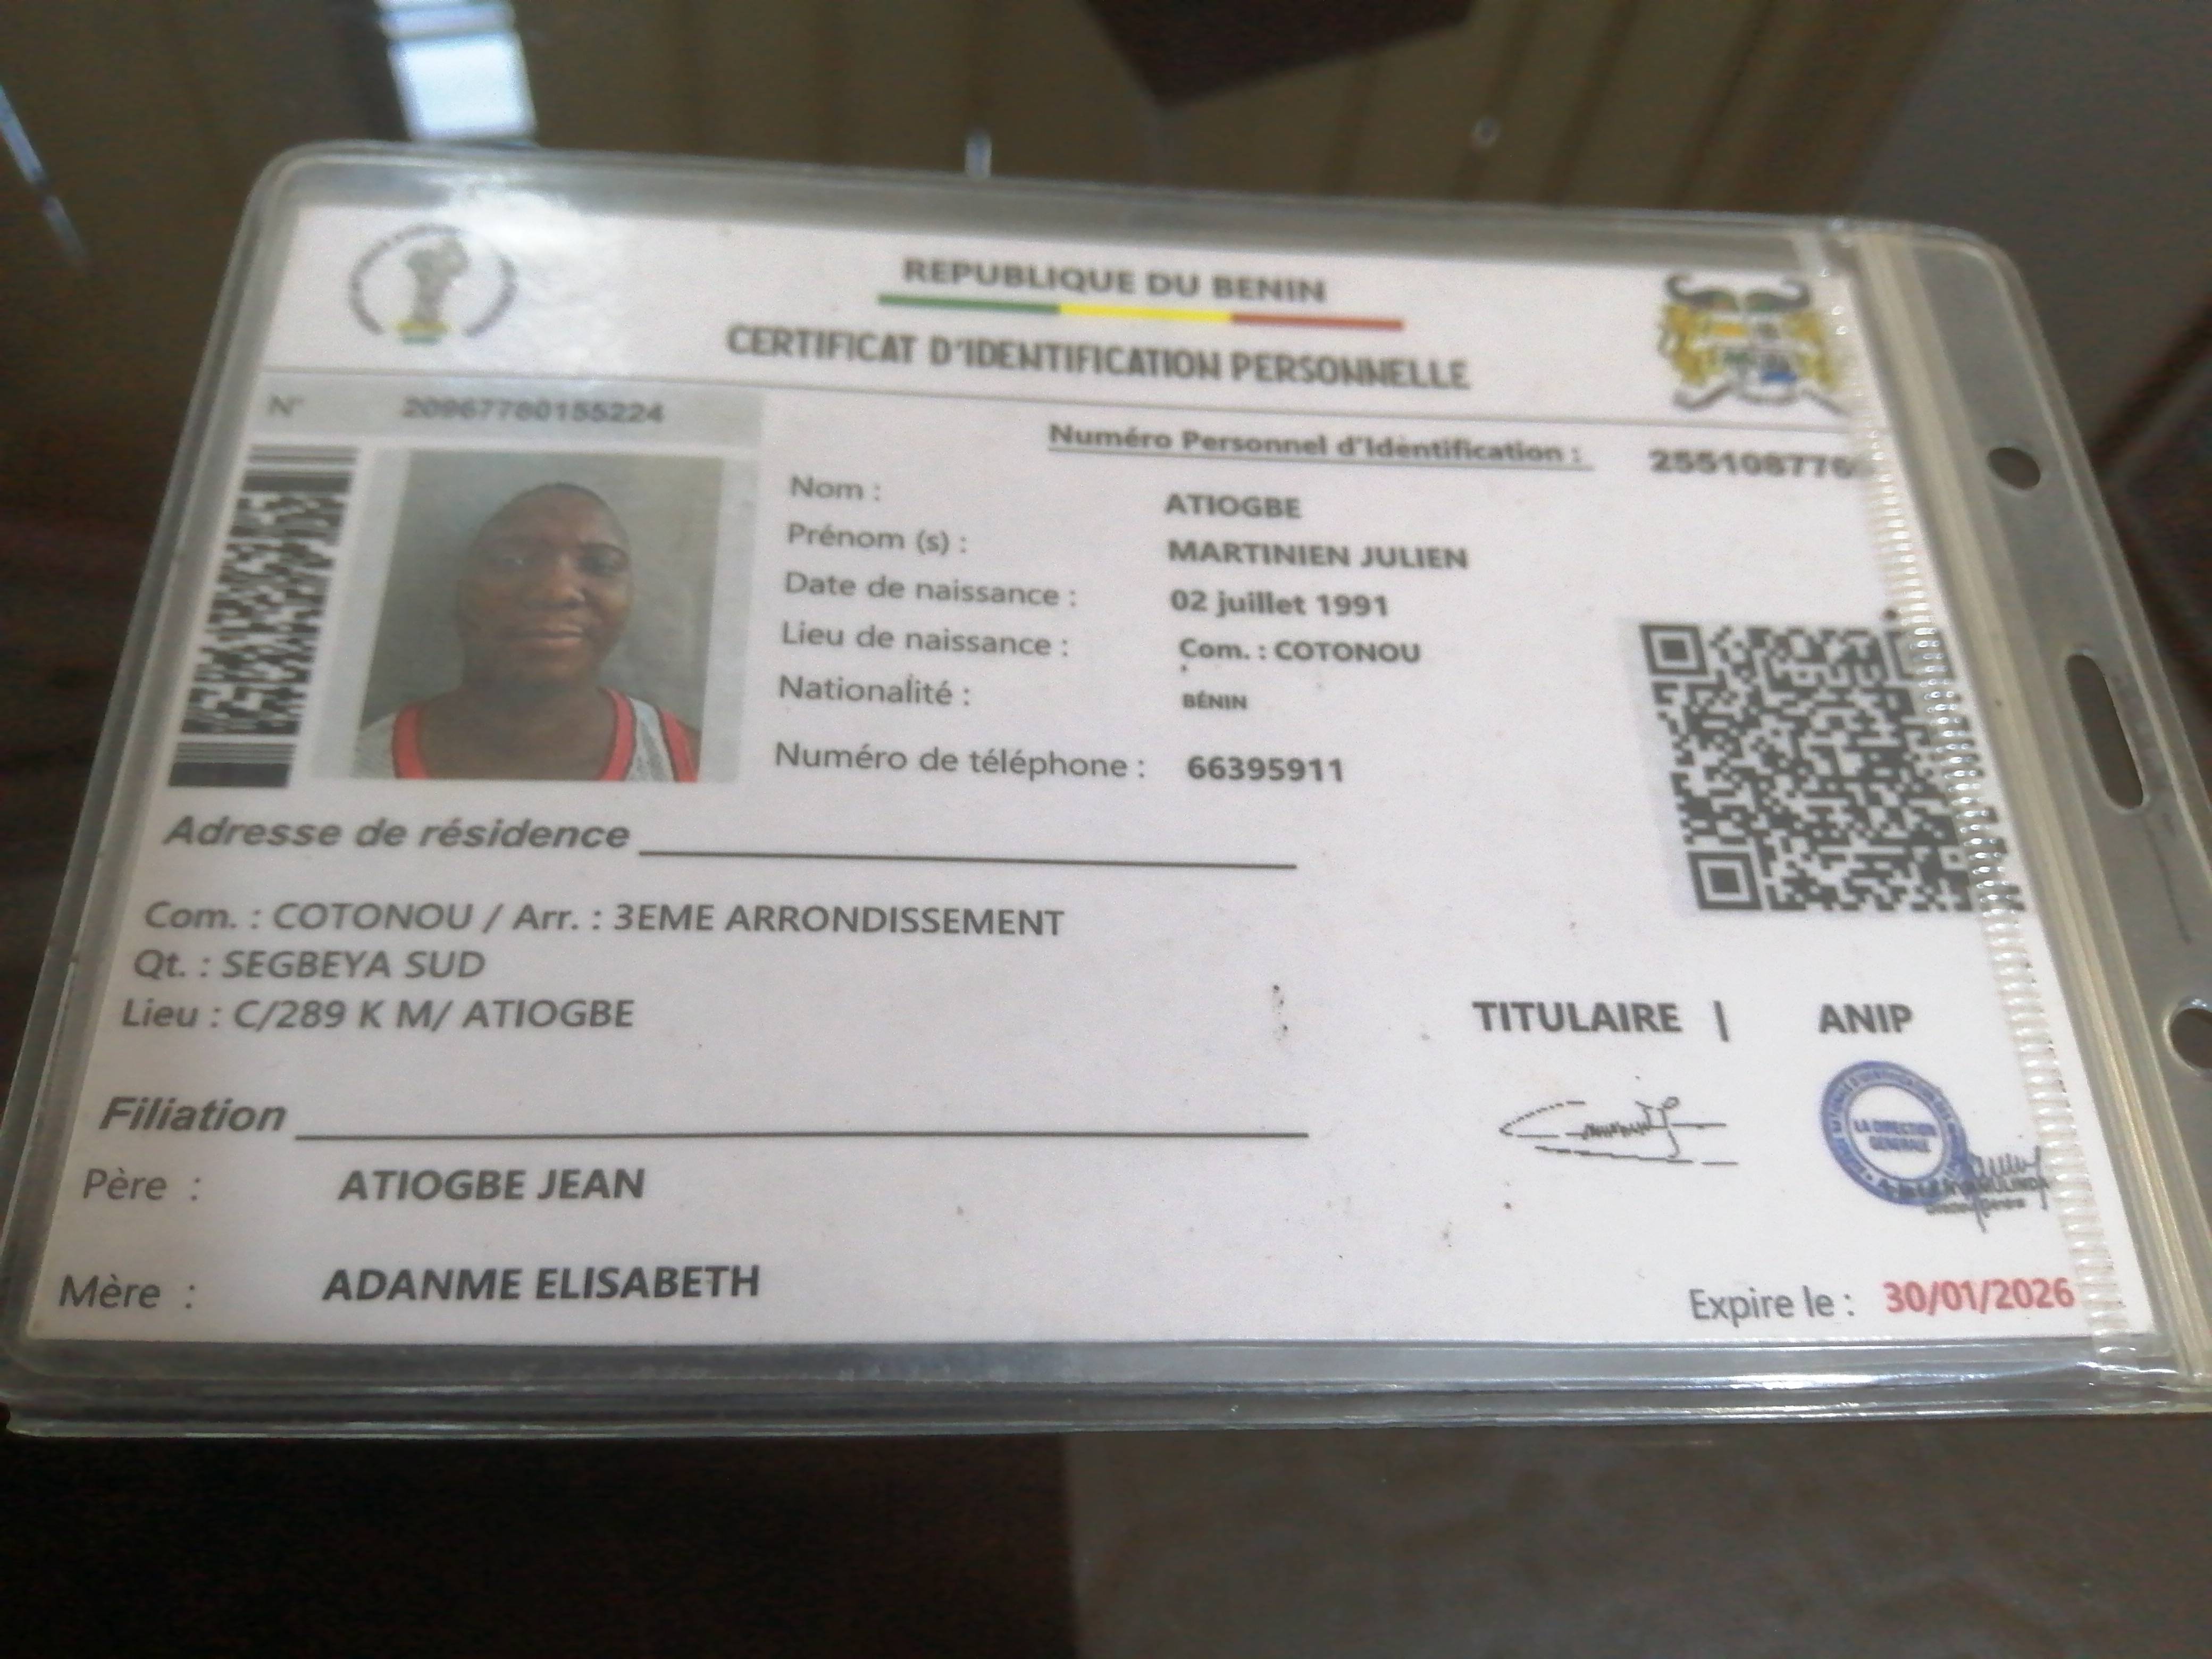 REPUBLIQUE DU BENIN
CERTIFICAT D'IDENTIFICATION PERSONNELLE
N° 20967780155224
Numéro Personnel d'Identification : 255108776
Nom : ATIOGBE
Prénom (s) : MARTINIEN JULIEN
Date de naissance : 02 juillet 1991
Lieu de naissance : Com. : COTONOU
Nationalité : BÉNIN
Numéro de téléphone : 66395911
Adresse de résidence
Com. : COTONOU / Arr. : 3EME ARRONDISSEMENT
Qt. : SEGBEYA SUD
Lieu : C/289 K M/ ATIOGBE
TITULAIRE | ANIP
LA DIRECTION
GENERALE
Filiation
Père : ATIOGBE JEAN
Mère : ADANME ELISABETH
Expire le : 30/01/2026